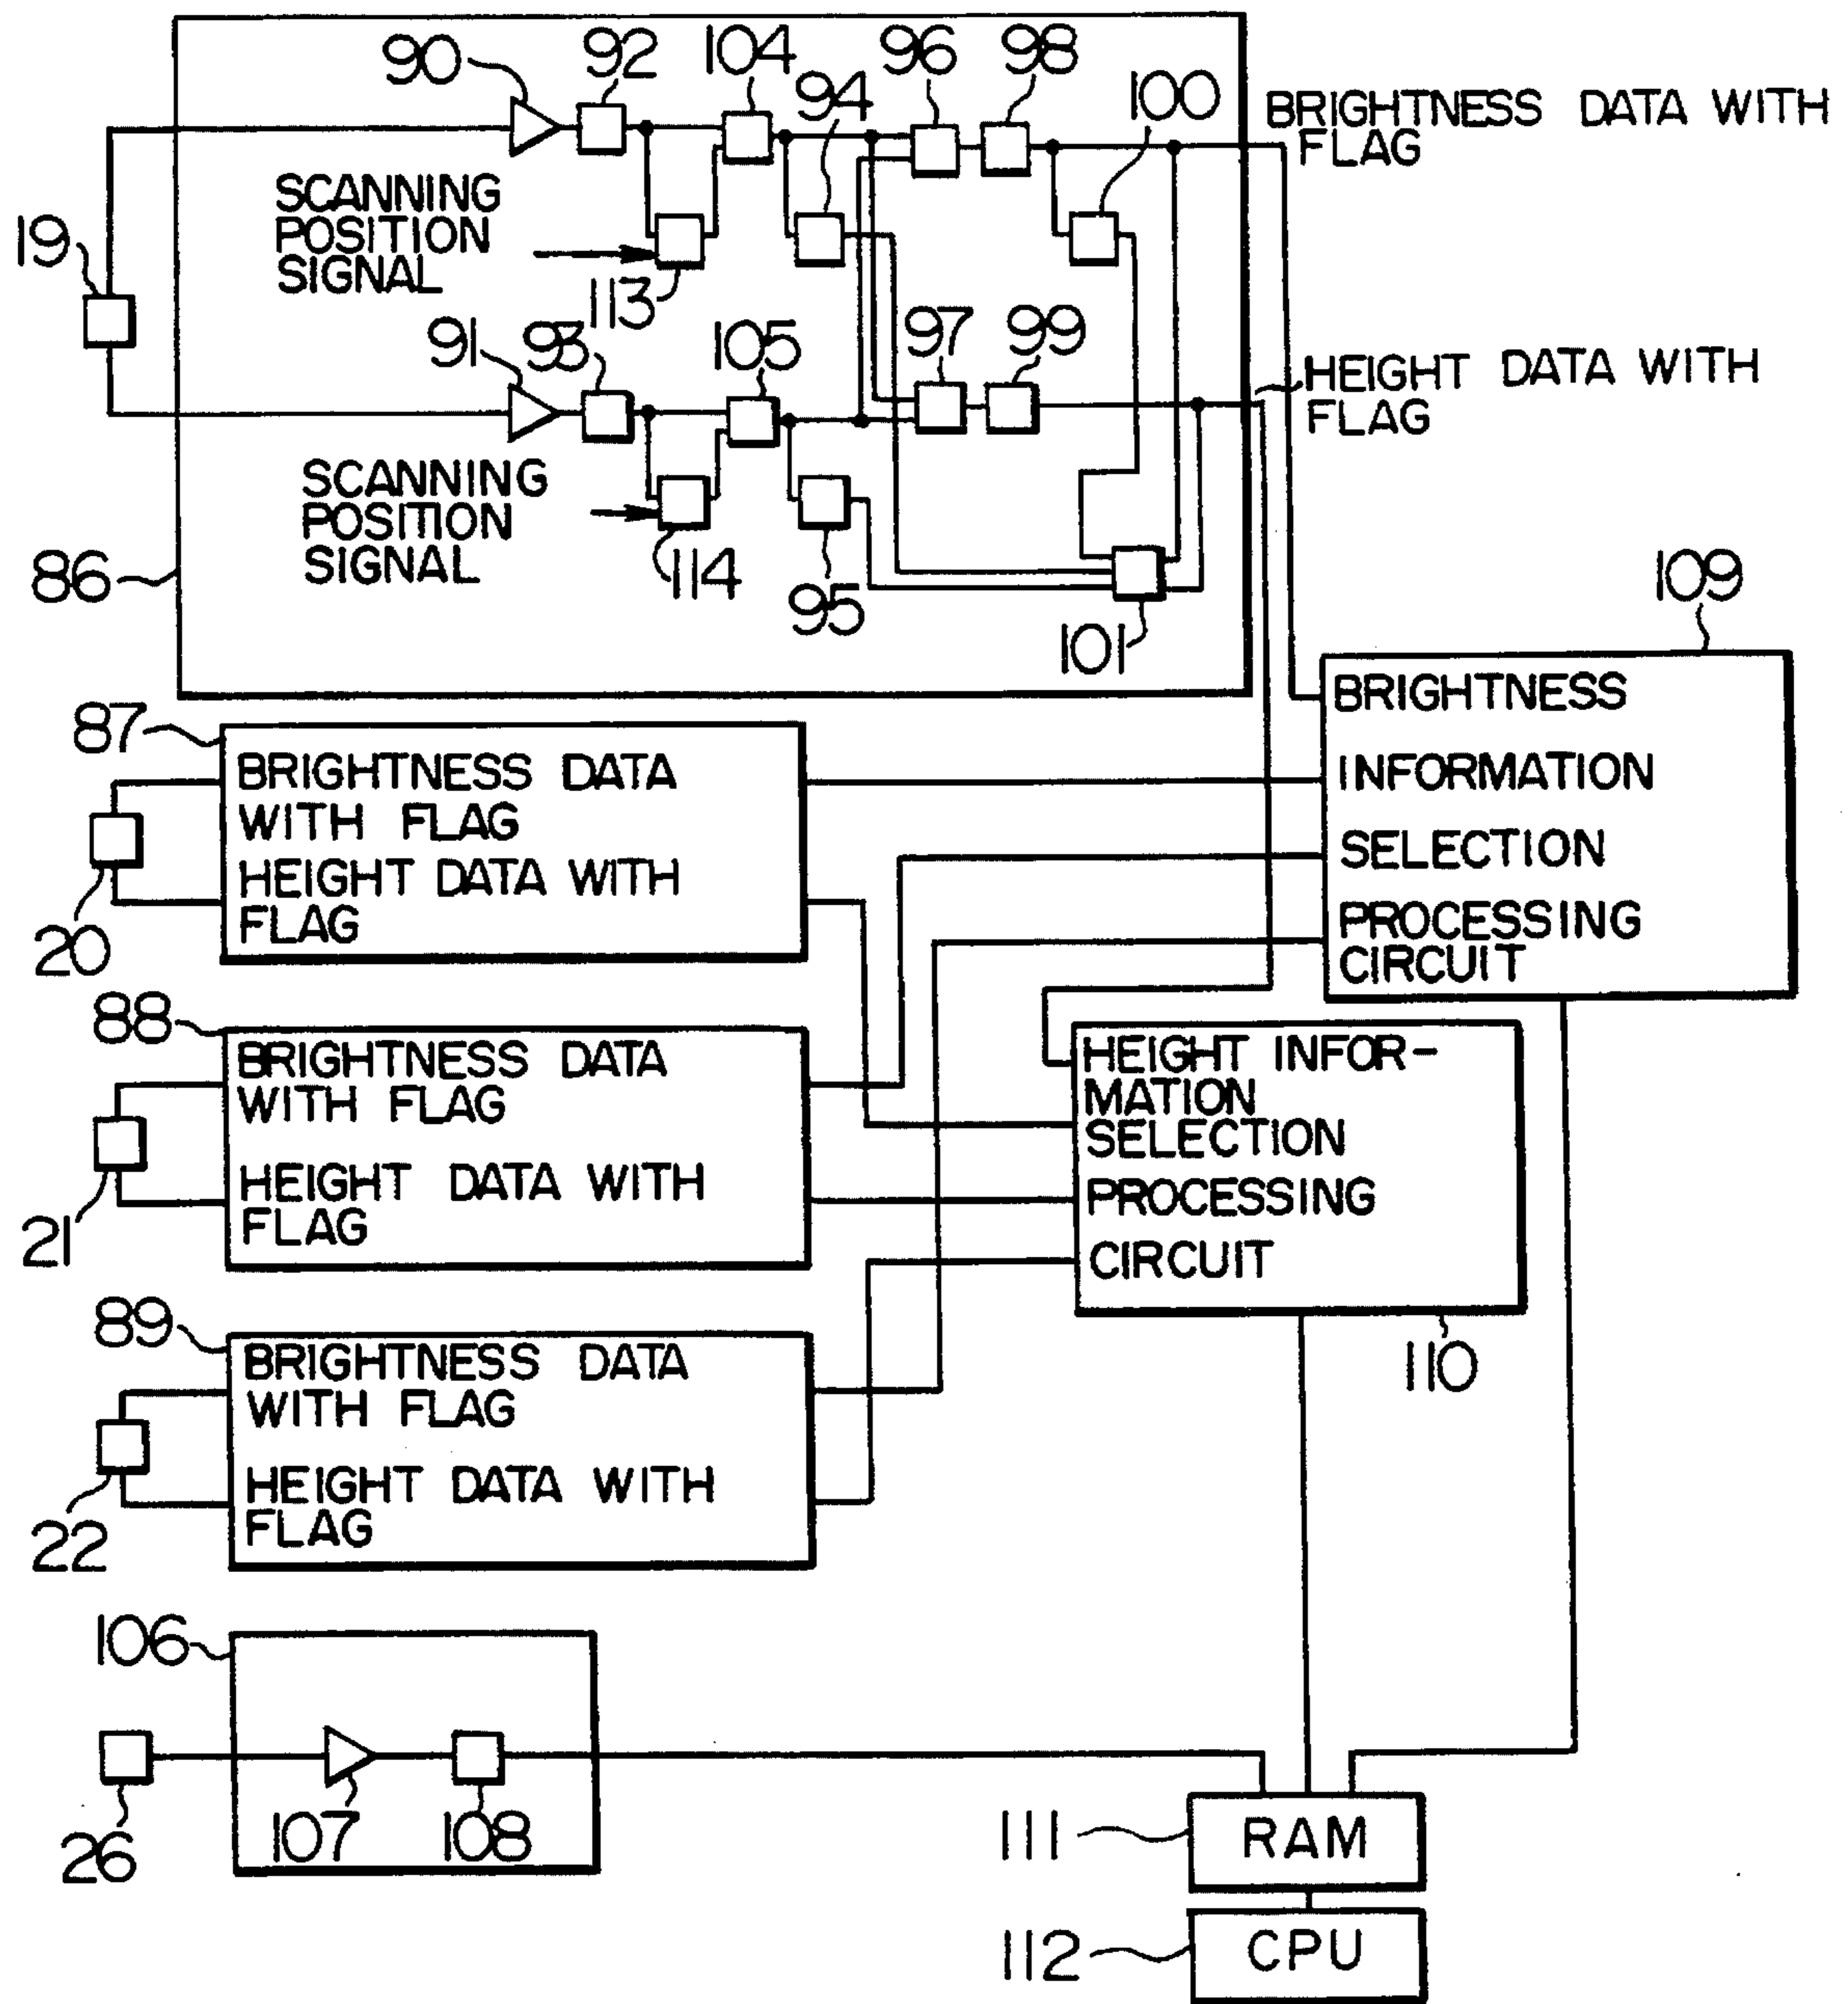 90
92
104
94
96
98
100
BRIGHTNESS DATA WITH
FLAG
SCANNING
POSITION
SIGNAL
19
113
91
93
105
97
99
HEIGHT DATA WITH
FLAG
SCANNING
POSITION
SIGNAL
86
114
95
101
109
BRIGHTNESS
INFORMATION
SELECTION
PROCESSING
CIRCUIT
87
BRIGHTNESS DATA
WITH FLAG
HEIGHT DATA WITH
FLAG
20
88
BRIGHTNESS DATA
WITH FLAG
HEIGHT DATA WITH
FLAG
21
HEIGHT INFOR-
MATION
SELECTION
PROCESSING
CIRCUIT
110
89
BRIGHTNESS DATA
WITH FLAG
HEIGHT DATA WITH
FLAG
22
106
26
107
108
111
RAM
112
CPU